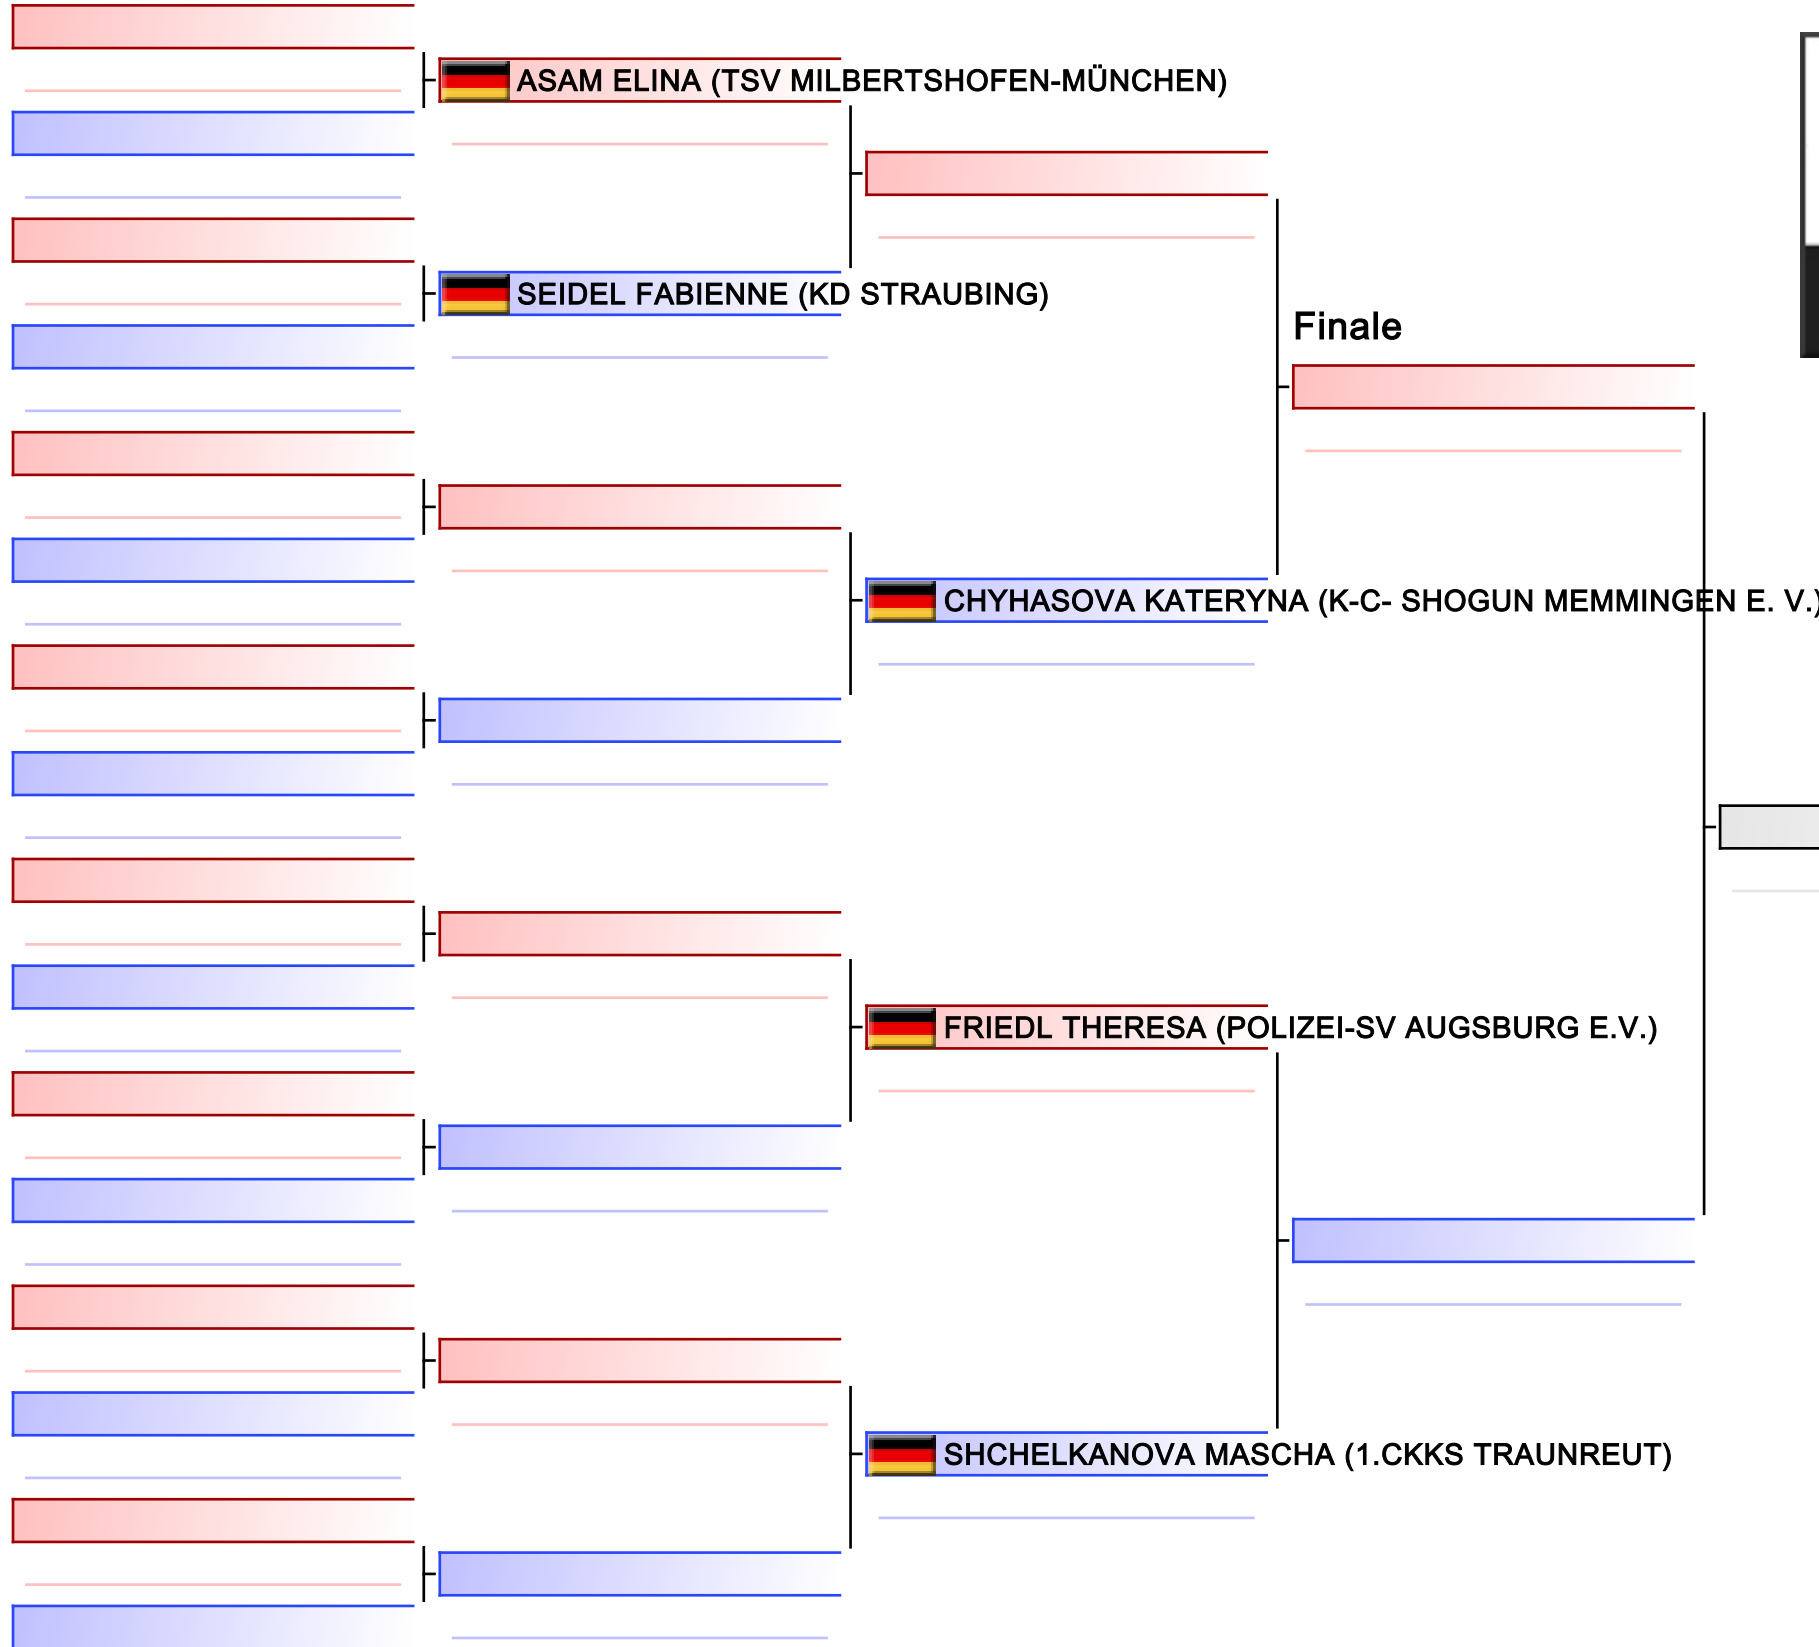 ASAM ELINA (TSV MILBERTSHOFEN-MÜNCHEN)
SEIDEL FABIENNE (KD STRAUBING)
Finale
CHYHASOVA KATERYNA (K-C- SHOGUN MEMMINGEN E. V.)
FRIEDL THERESA (POLIZEI-SV AUGSBURG E.V.)
SHCHELKANOVA MASCHA (1.CKKS TRAUNREUT)